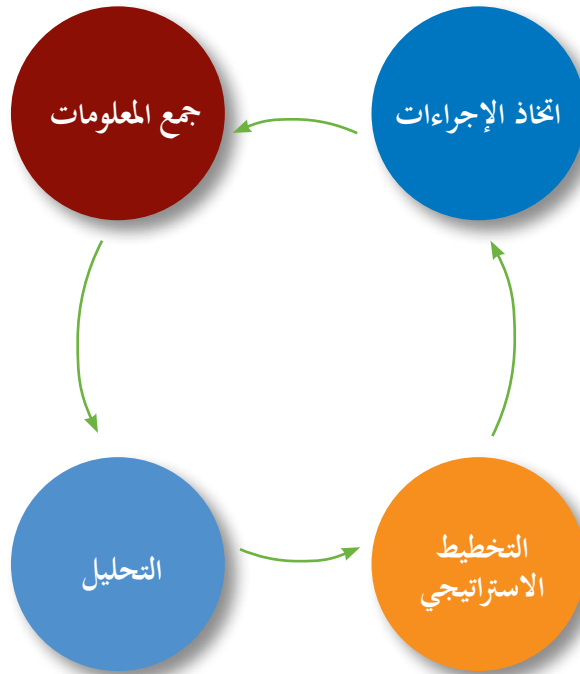 اتخاذ الإجراءات
جمع المعلومات
التخطيط
الاستراتيجي
التحليل